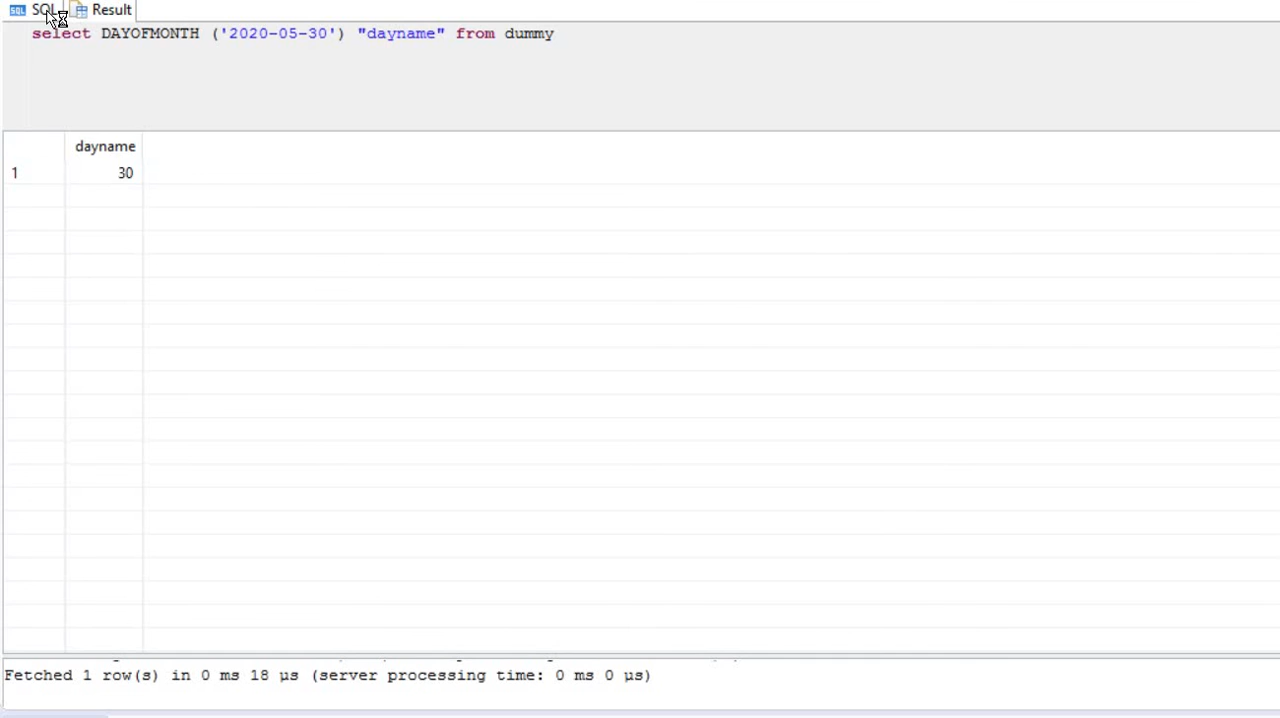 SQL Result
select DAYOFMONTH ('2020-05-30') "dayname" from dummy
dayname
1 30
Fetched 1 row(s) in 0 ms 18 µs (server processing time: 0 ms 0 µs)